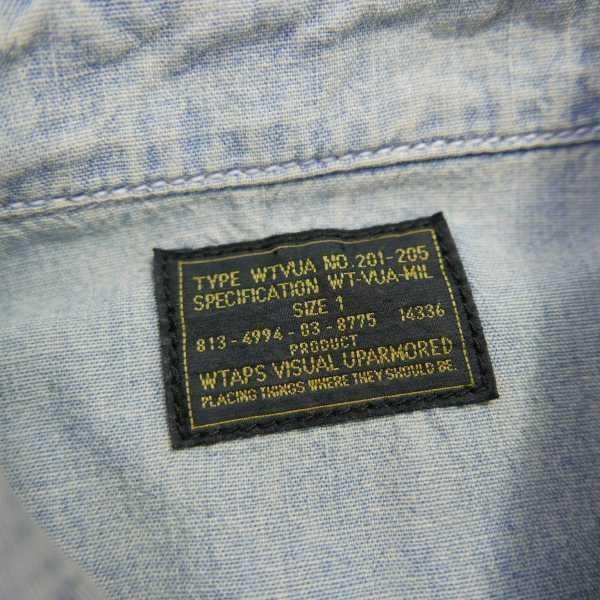 TYPE WTVUA NO.201-205
SPECIFICATION WT-VUA-MIL
SIZE 1
813-4994-03-8775 14336
PRODUCT
WTAPS VISUAL UPARMORED
PLACING THINGS WHERE THEY SHOULD BE.